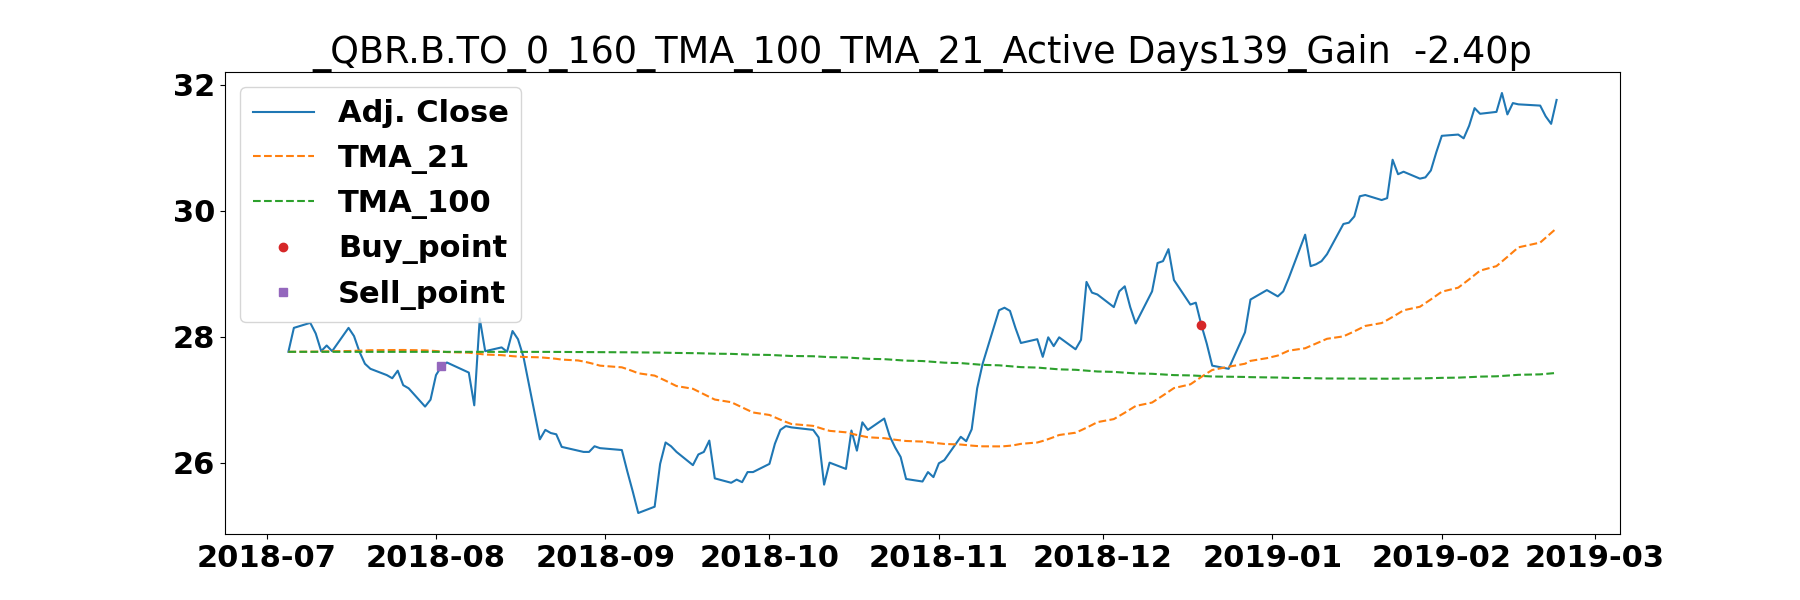 _QBR.B.TO_0_160_TMA_100_TMA_21_Active Days139_Gain  -2.40p
32
30
28
26
Adj. Close
TMA_21
TMA_100
Buy_point
Sell_point
2018-07 2018-08 2018-09 2018-10 2018-11 2018-12 2019-01 2019-02 2019-03